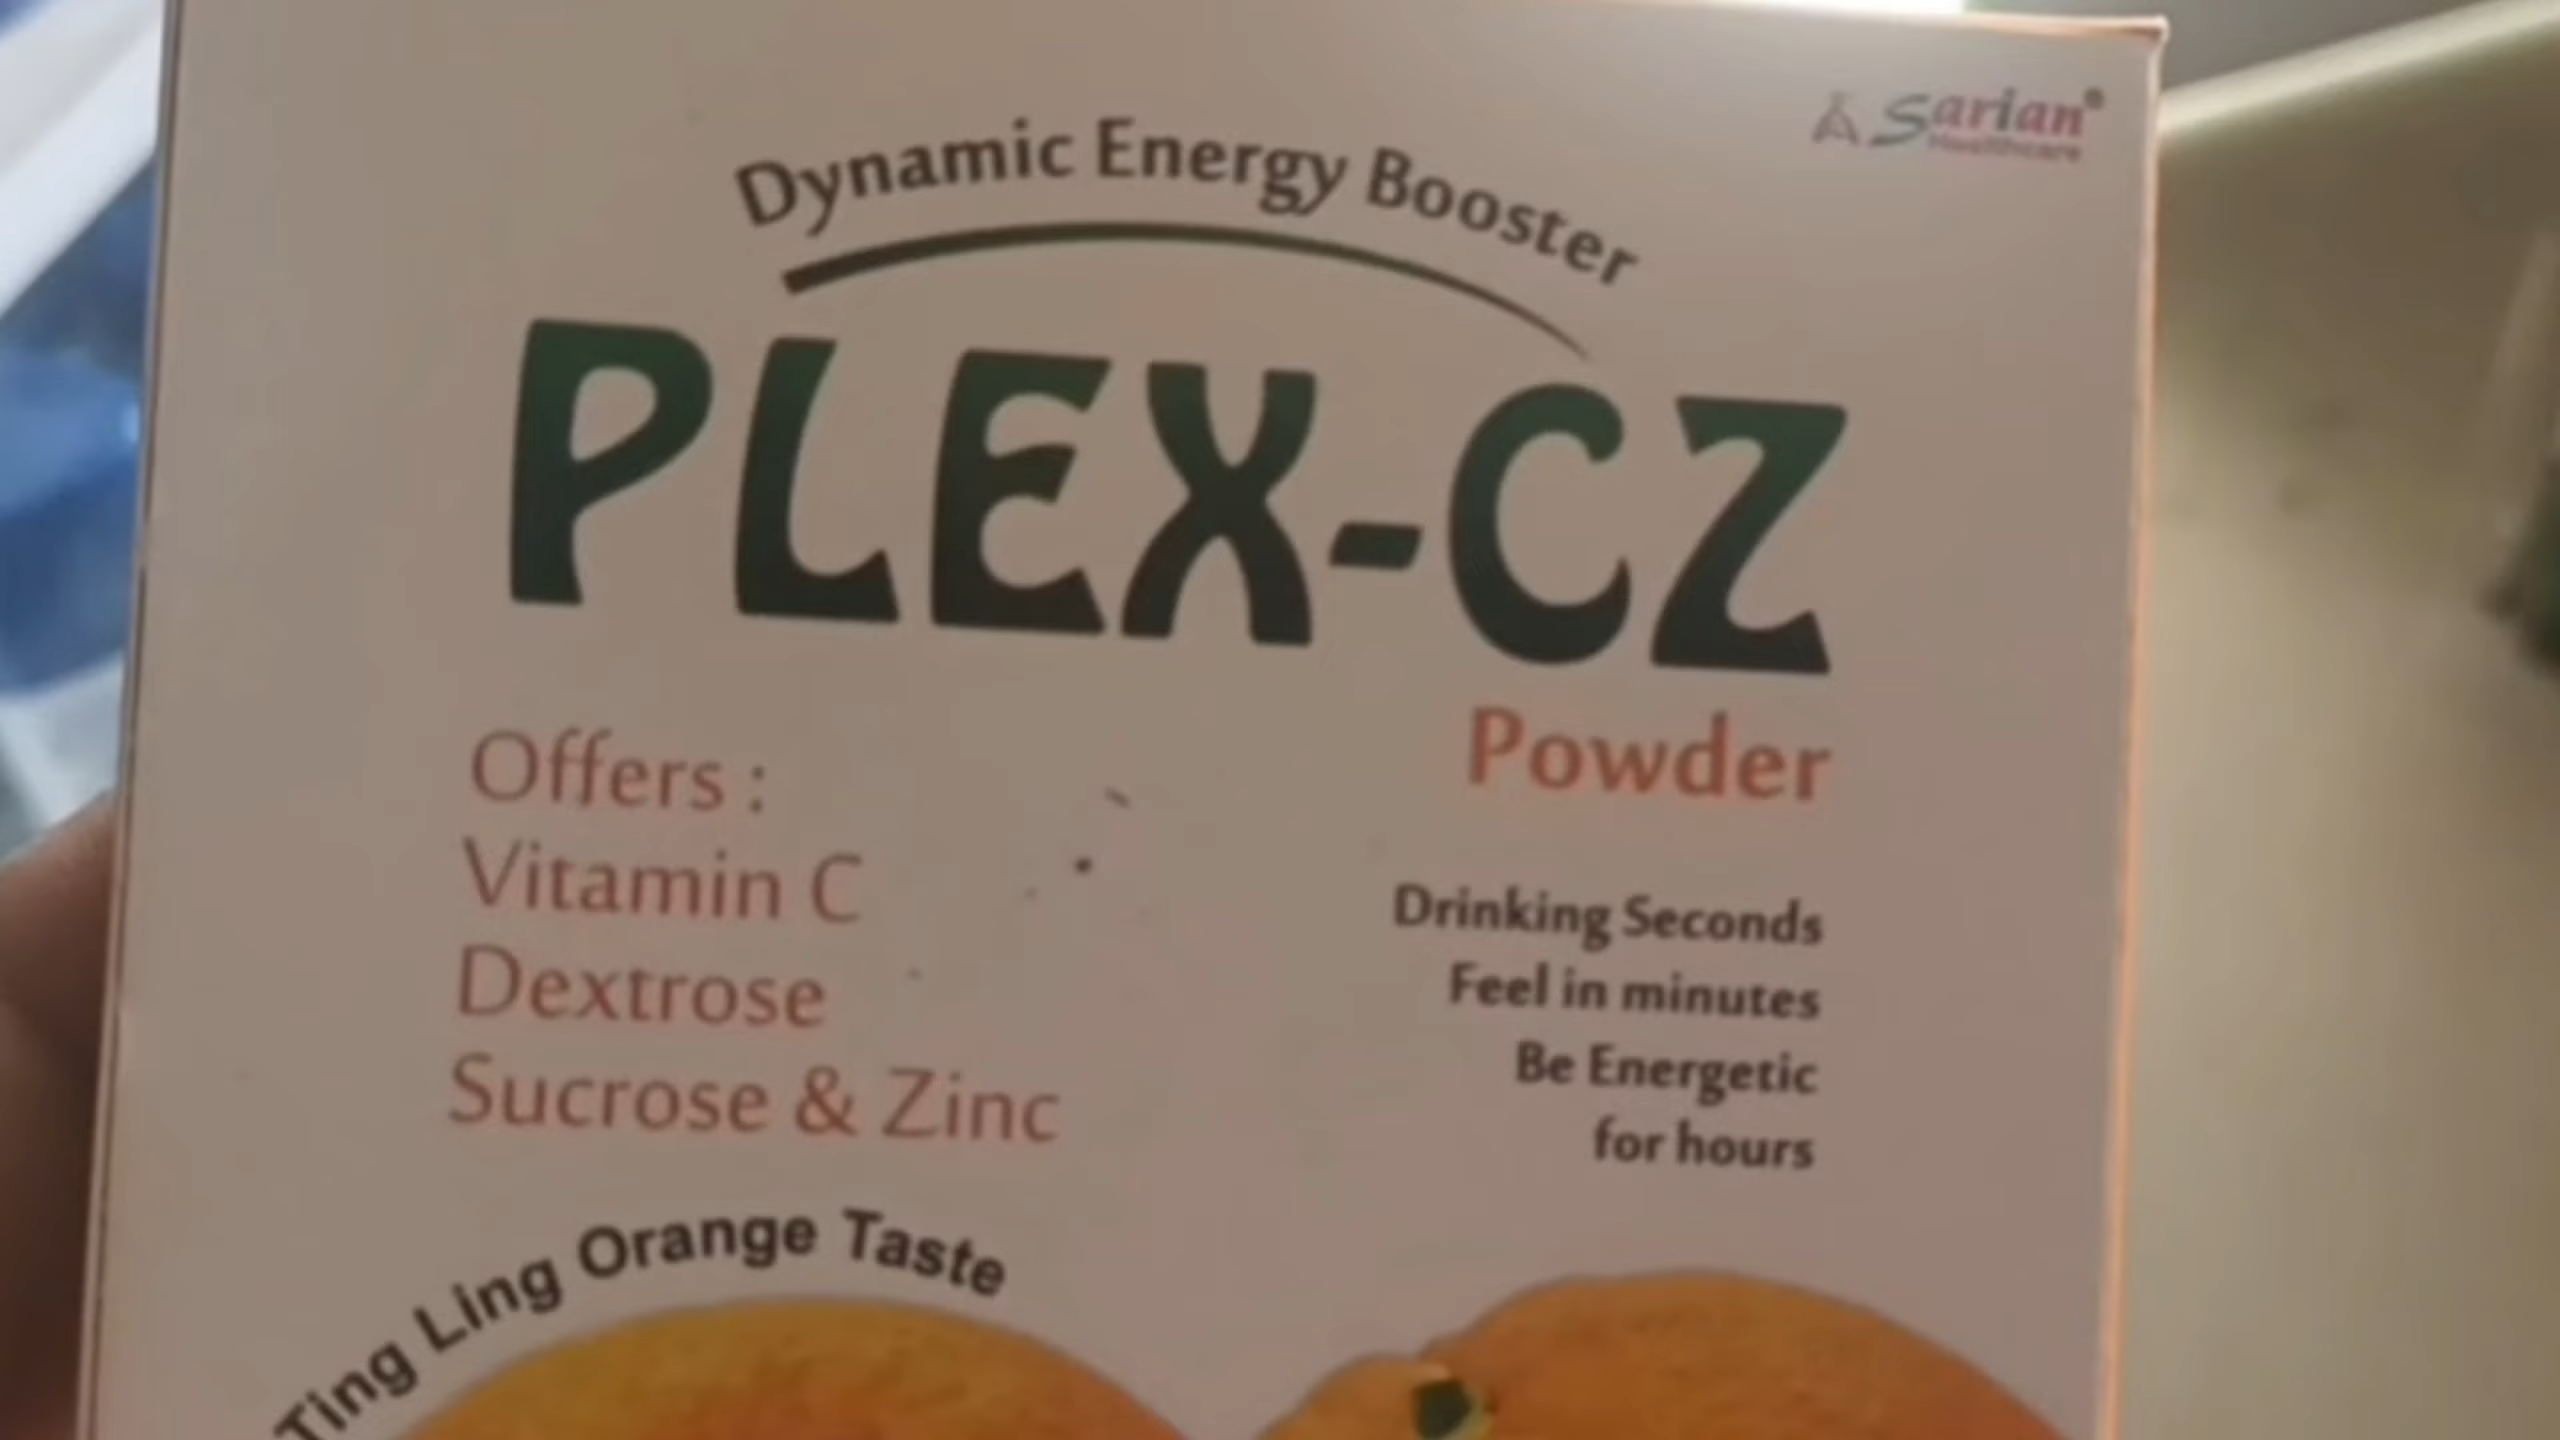 Sarian®
Healthcare
Dynamic Energy Booster
PLEX-CZ
Powder
Offers :
Vitamin C
Dextrose
Sucrose & Zinc
Drinking Seconds
Feel in minutes
Be Energetic
for hours
Ting Ling Orange Taste